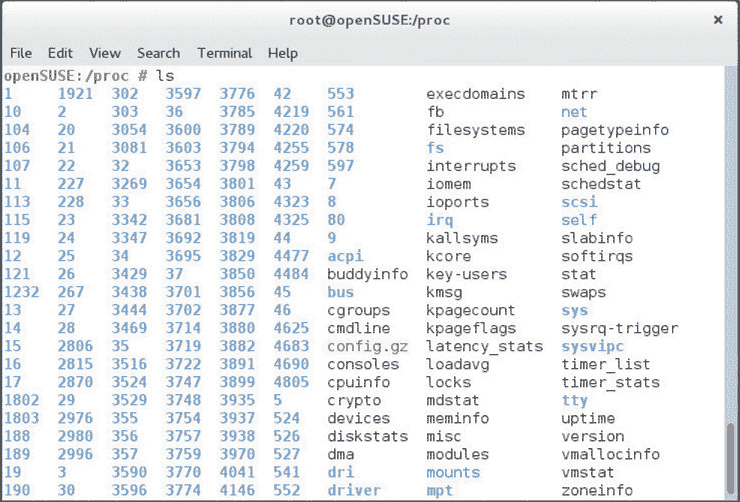 root@openSUSE:/proc ×
File Edit View Search Terminal Help
openSUSE:/proc # ls
1 1921 302 3597 3776 42 553 execdomains mtrr
10 2 303 36 3785 4219 561 fb net
104 20 3054 3600 3789 4220 574 filesystems pagetypeinfo
106 21 3081 3603 3794 4255 578 fs partitions
107 22 32 3653 3798 4259 597 interrupts sched_debug
11 227 3269 3654 3801 43 7 iomem schedstat
113 228 33 3656 3806 4323 8 ioports scsi
115 23 3342 3681 3808 4325 80 irq self
119 24 3347 3692 3819 44 9 kallsyms slabinfo
12 25 34 3695 3829 4477 acpi kcore softirqs
121 26 3429 37 3850 4484 buddyinfo key-users stat
1232 267 3438 3701 3856 45 bus kmsg swaps
13 27 3444 3702 3877 46 cgroups kpagecount sys
14 28 3469 3714 3880 4625 cmdline kpageflags sysrq-trigger
15 2806 35 3719 3882 4683 config.gz latency_stats sysvipc
16 2815 3516 3722 3891 4690 consoles loadavg timer_list
17 2870 3524 3747 3899 4805 cpuinfo locks timer_stats
1802 29 3529 3748 3935 5 crypto mdstat tty
1803 2976 355 3754 3937 524 devices meminfo uptime
188 2980 356 3757 3938 526 diskstats misc version
189 2996 357 3759 3970 527 dma modules vmallocinfo
19 3 3590 3770 4041 541 dri mounts vmstat
190 30 3596 3774 4146 552 driver mpt zoneinfo